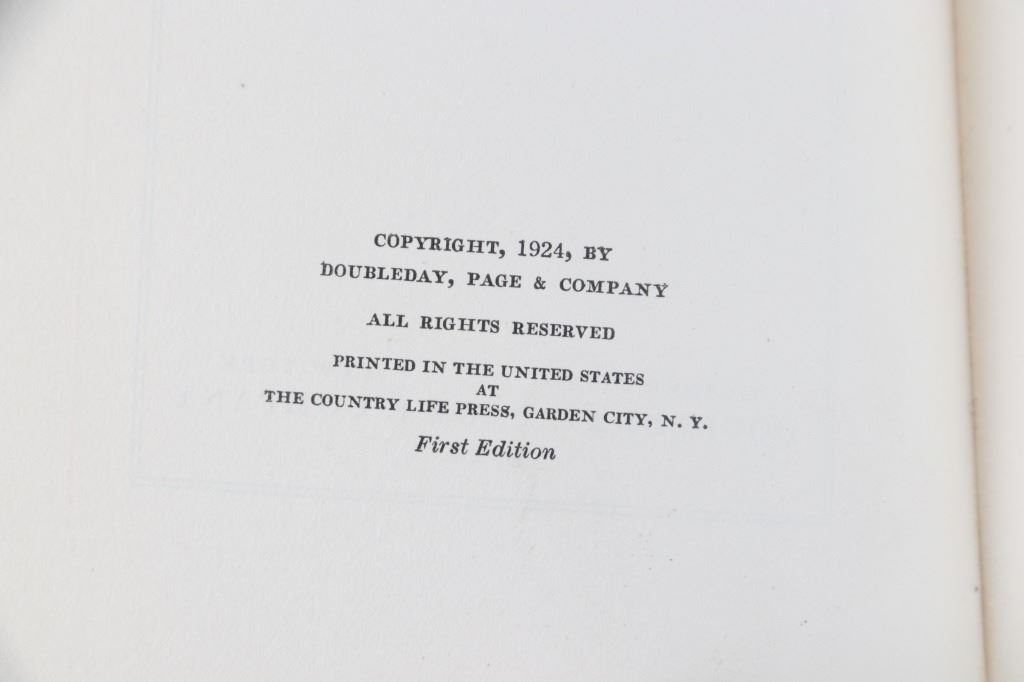 COPYRIGHT, 1924, BY
DOUBLEDAY, PAGE & COMPANY
ALL RIGHTS RESERVED
PRINTED IN THE UNITED STATES
AT
THE COUNTRY LIFE PRESS, GARDEN CITY, N. Y.
First Edition